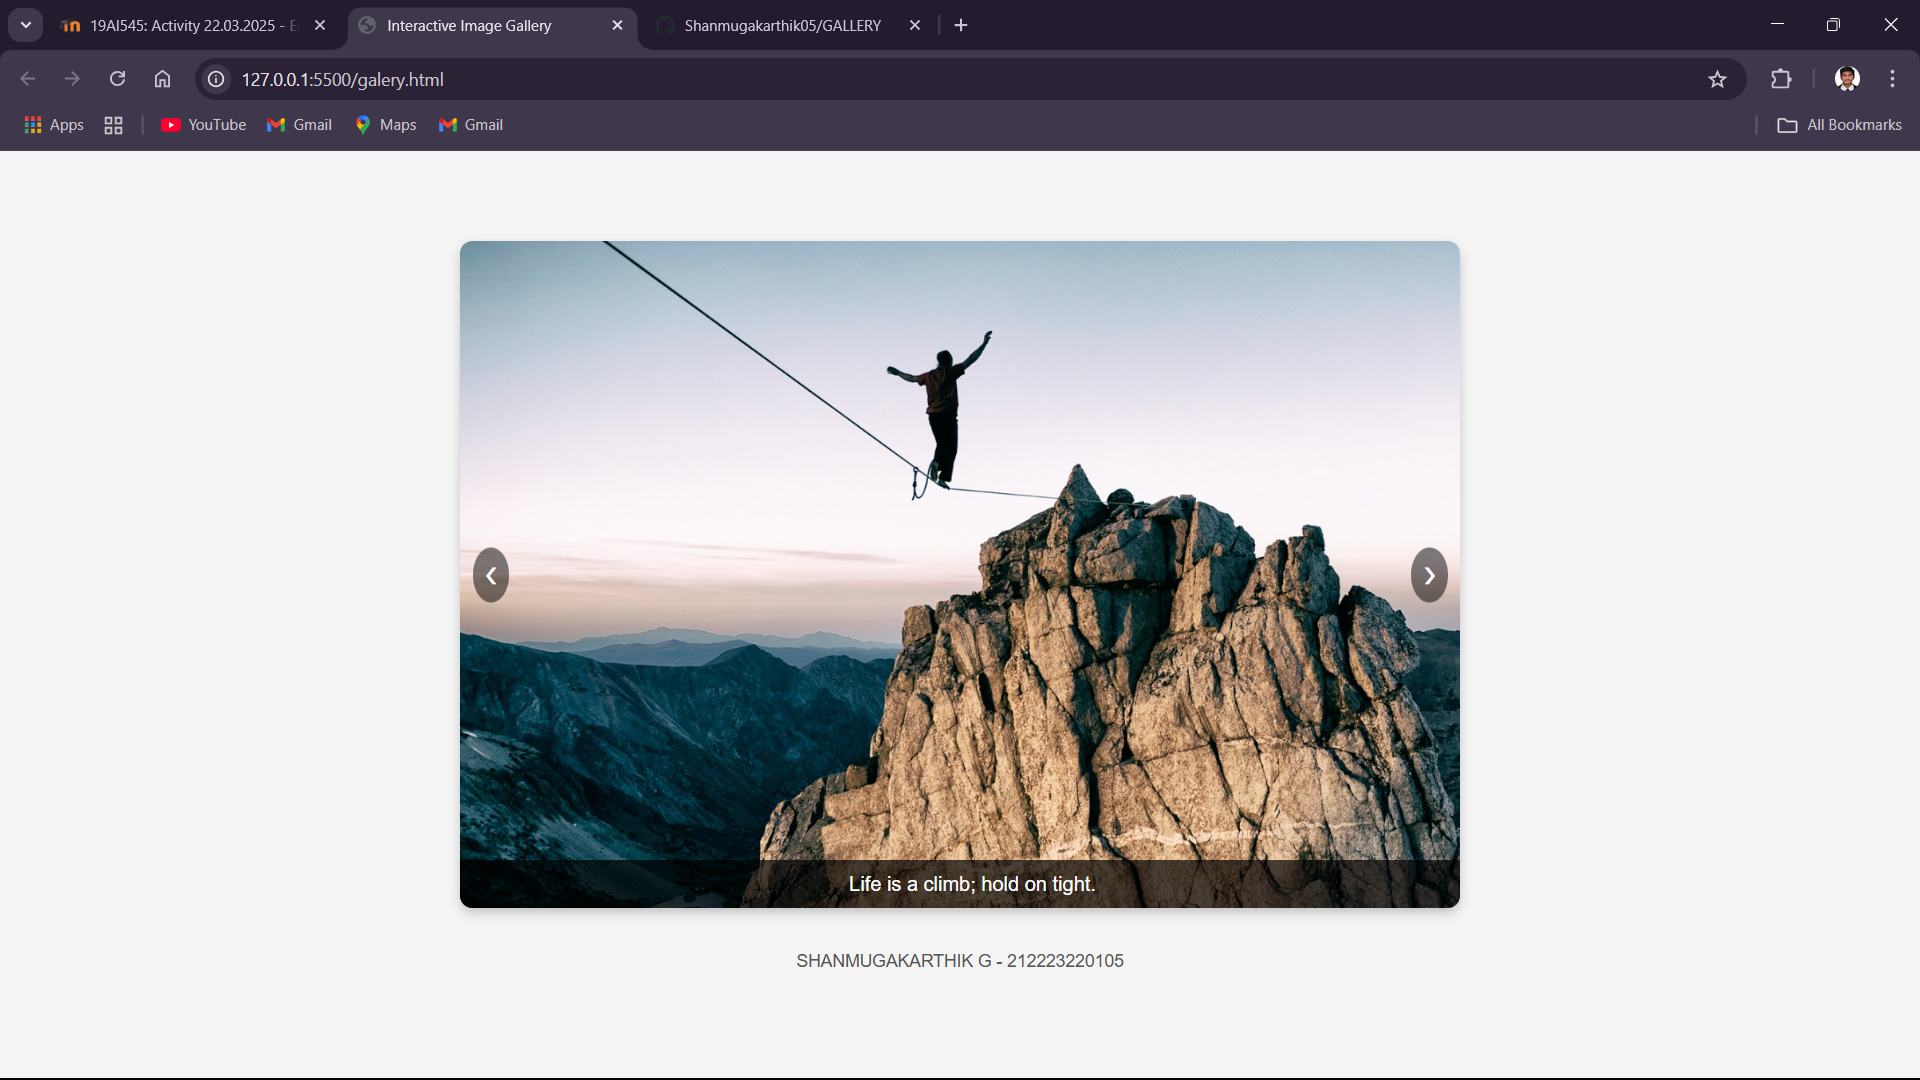 19AI545: Activity 22.03.2025 - E
Interactive Image Gallery
Shanmugakarthik05/GALLERY
127.0.0.1:5500/galery.html
Apps
YouTube
Gmail
Maps
Gmail
All Bookmarks
Life is a climb; hold on tight.
SHANMUGAKARTHIK G - 212223220105